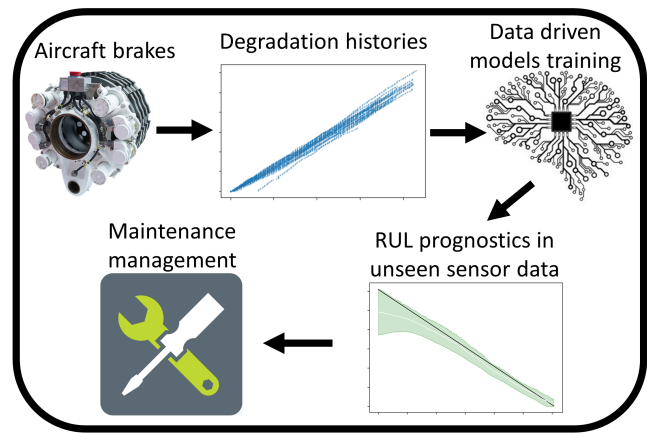 Aircraft brakes
Degradation histories
Data driven
models training
RUL prognostics in
unseen sensor data
Maintenance
management